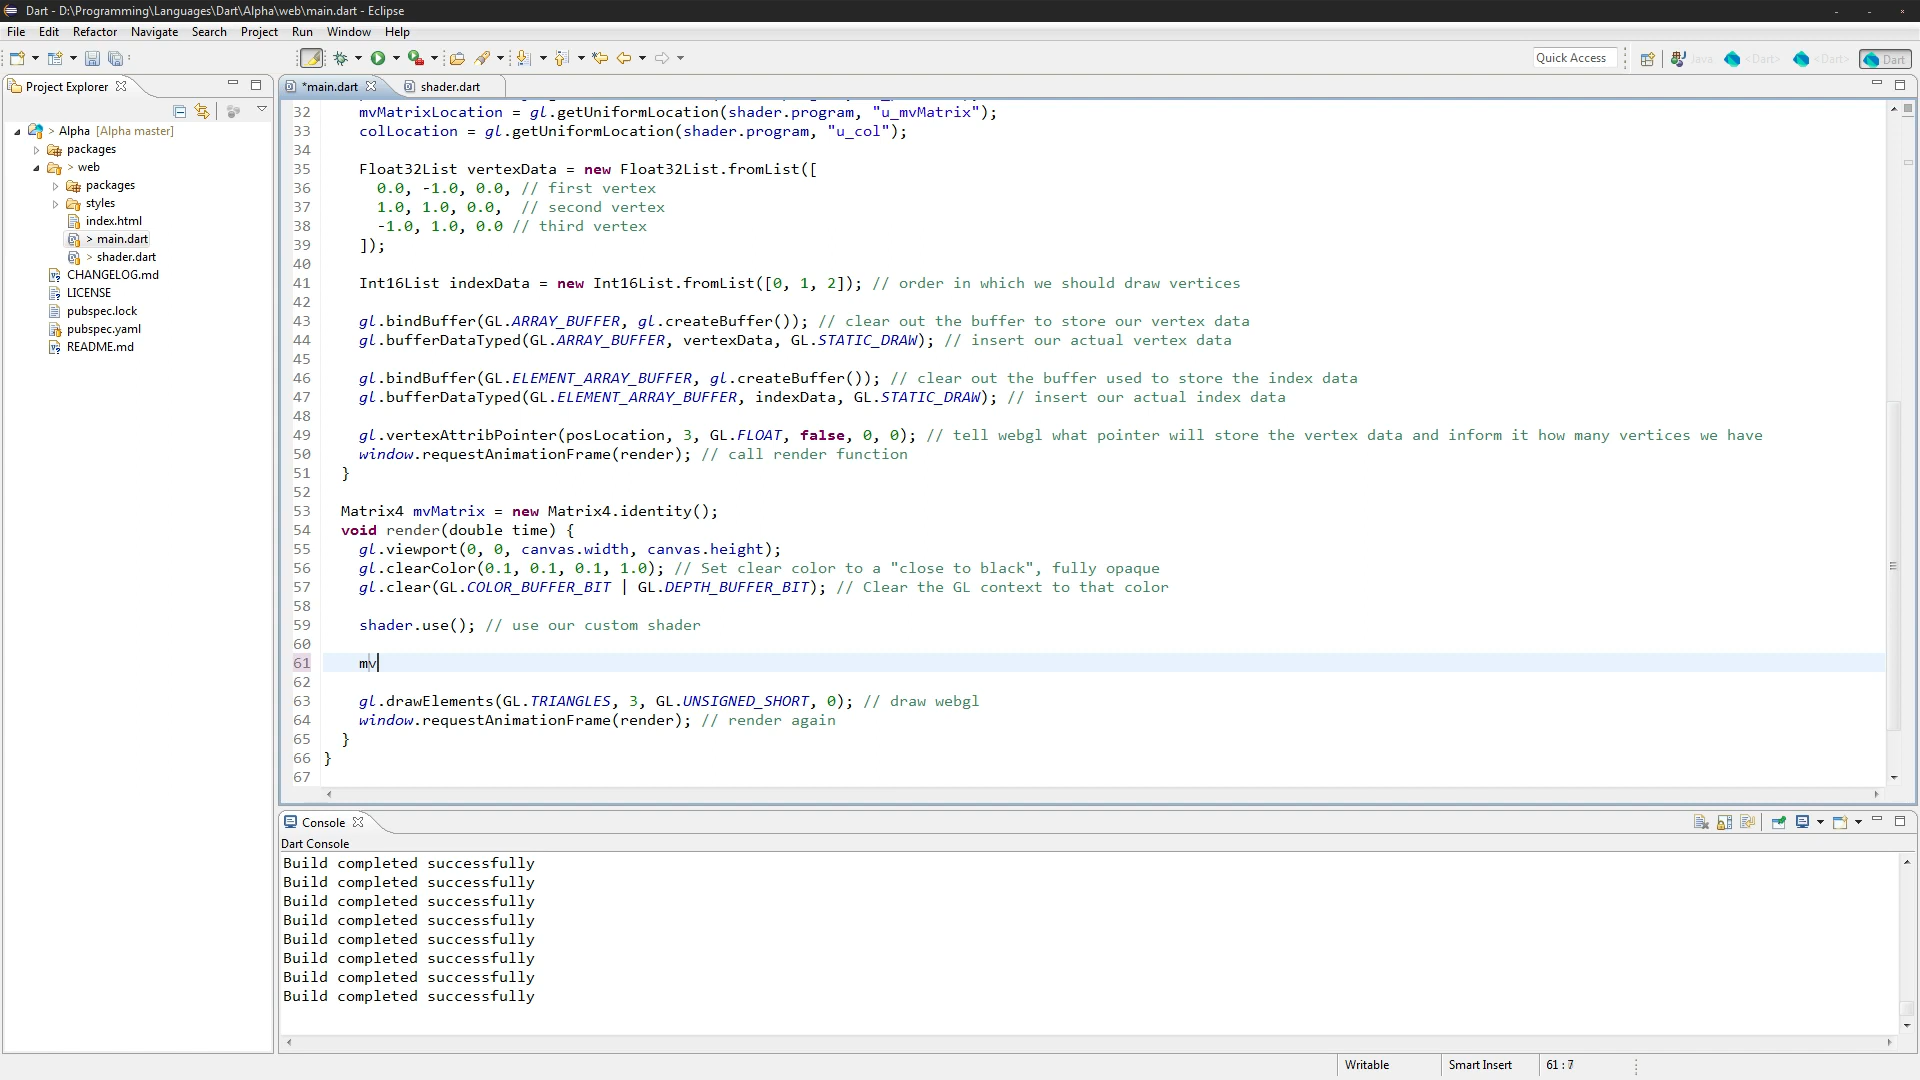 Dart - D:\Programming\Languages\Dart\Alpha\web\main.dart - Eclipse
File Edit Refactor Navigate Search Project Run Window Help
Quick Access
Java
<Dart>
<Dart>
Dart
Project Explorer
*main.dart
shader.dart
> Alpha [Alpha master]
packages
> web
packages
styles
index.html
> main.dart
> shader.dart
CHANGELOG.md
LICENSE
pubspec.lock
pubspec.yaml
README.md
32 mvMatrixLocation = gl.getUniformLocation(shader.program, "u_mvMatrix");
33 colLocation = gl.getUniformLocation(shader.program, "u_col");
34
35 Float32List vertexData = new Float32List.fromList([
36 0.0, -1.0, 0.0, // first vertex
37 1.0, 1.0, 0.0, // second vertex
38 -1.0, 1.0, 0.0 // third vertex
39 ]);
40
41 Int16List indexData = new Int16List.fromList([0, 1, 2]); // order in which we should draw vertices
42
43 gl.bindBuffer(GL.ARRAY_BUFFER, gl.createBuffer()); // clear out the buffer to store our vertex data
44 gl.bufferDataTyped(GL.ARRAY_BUFFER, vertexData, GL.STATIC_DRAW); // insert our actual vertex data
45
46 gl.bindBuffer(GL.ELEMENT_ARRAY_BUFFER, gl.createBuffer()); // clear out the buffer used to store the index data
47 gl.bufferDataTyped(GL.ELEMENT_ARRAY_BUFFER, indexData, GL.STATIC_DRAW); // insert our actual index data
48
49 gl.vertexAttribPointer(posLocation, 3, GL.FLOAT, false, 0, 0); // tell webgl what pointer will store the vertex data and inform it how many vertices we have
50 window.requestAnimationFrame(render); // call render function
51 }
52
53 Matrix4 mvMatrix = new Matrix4.identity();
54 void render(double time) {
55 gl.viewport(0, 0, canvas.width, canvas.height);
56 gl.clearColor(0.1, 0.1, 0.1, 1.0); // Set clear color to a "close to black", fully opaque
57 gl.clear(GL.COLOR_BUFFER_BIT | GL.DEPTH_BUFFER_BIT); // Clear the GL context to that color
58
59 shader.use(); // use our custom shader
60
61 mv
62
63 gl.drawElements(GL.TRIANGLES, 3, GL.UNSIGNED_SHORT, 0); // draw webgl
64 window.requestAnimationFrame(render); // render again
65 }
66 }
67
Console
Dart Console
Build completed successfully
Build completed successfully
Build completed successfully
Build completed successfully
Build completed successfully
Build completed successfully
Build completed successfully
Build completed successfully
Writable Smart Insert 61 : 7